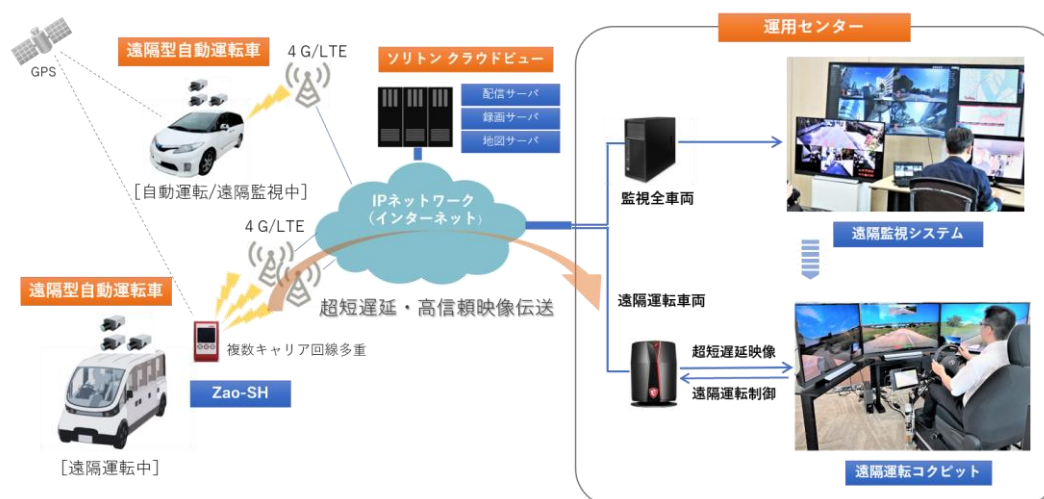 GPS
遠隔型自動運転車
4 G/LTE
[自動運転/遠隔監視中]
ソリトン クラウドビュー
配信サーバ
録画サーバ
地図サーバ
IPネットワーク
(インターネット)
4 G/LTE
超短遅延・高信頼映像伝送
遠隔型自動運転車
複数キャリア回線多重
Zao-SH
[遠隔運転中]
運用センター
監視全車両
遠隔監視システム
遠隔運転車両
超短遅延映像
遠隔運転制御
遠隔運転コクピット